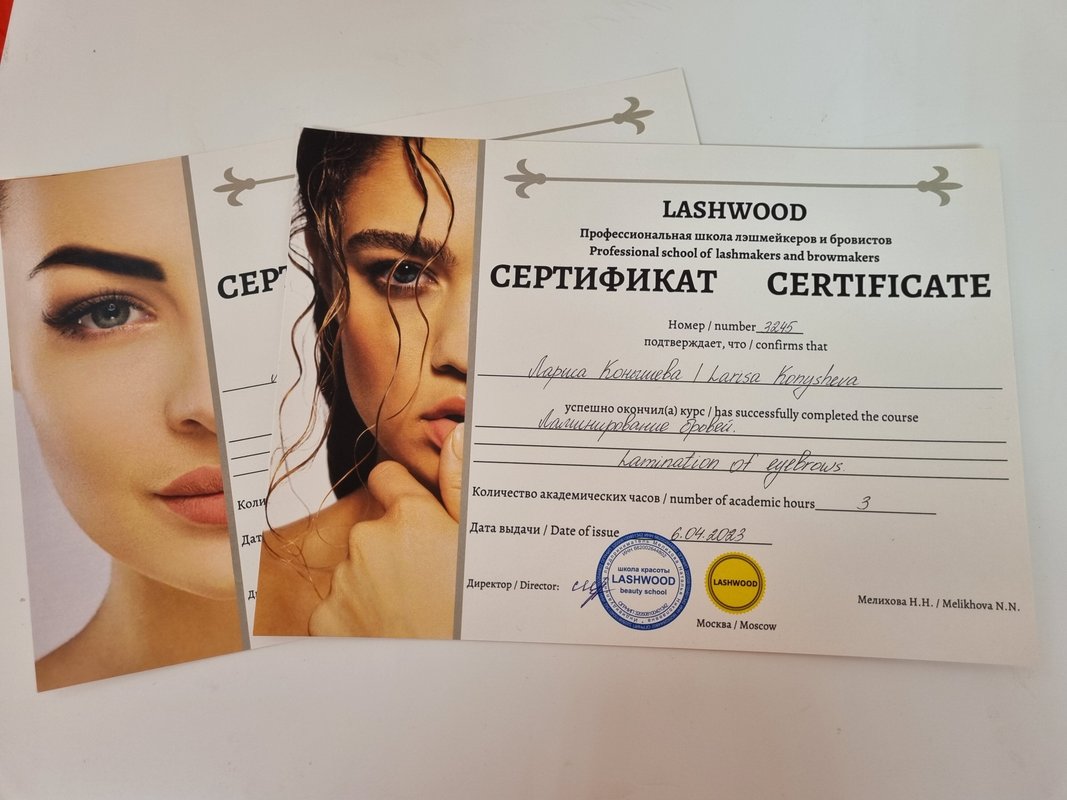 LASHWOOD
Профессиональная школа лэшмейкеров и бровистов
Professional school of lashmakers and browmakers
СЕРТИФИКАТ CERTIFICATE
Номер / number 3245
подтверждает, что / confirms that
Лариса Конышева / Larisa Konysheva
успешно окончил(а) курс / has successfully completed the course
Ламинирование бровей.
Lamination of eyebrows
Количество академических часов / number of academic hours 3
Дата выдачи / Date of issue 6.04.2023
Директор / Director:
школа красоты
LASHWOOD
beauty school
LASHWOOD
Мелихова Н.Н. / Melikhova N.N.
Москва / Moscow
СЕРТ
Коли
Дат